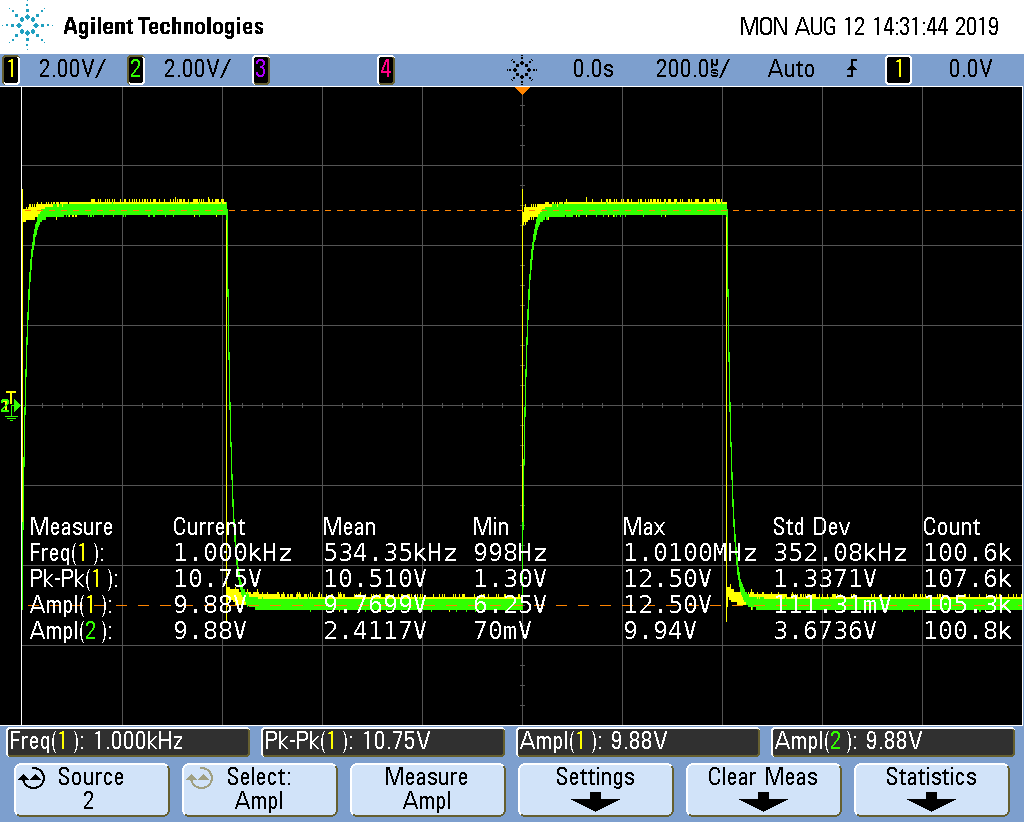 Agilent Technologies MON AUG 12 14:31:44 2019
1 2.00V/ 2 2.00V/ 3 4 0.0s 200.0µs/ Auto 1 0.0V
Measure Current Mean Min Max Std Dev Count
Freq(1): 1.000kHz 534.35kHz 998Hz 1.0100MHz 352.08kHz 100.6k
Pk-Pk(1): 10.75V 10.510V 1.30V 12.50V 1.3371V 107.6k
Ampl(1): 9.88V 9.7699V 6.25V 12.50V 111.31mV 105.3k
Ampl(2): 9.88V 2.4117V 70mV 9.94V 3.6736V 100.8k
Freq(1): 1.000kHz Pk-Pk(1): 10.75V Ampl(1): 9.88V Ampl(2): 9.88V
Source Select: Measure Settings Clear Meas Statistics
2 Ampl Ampl